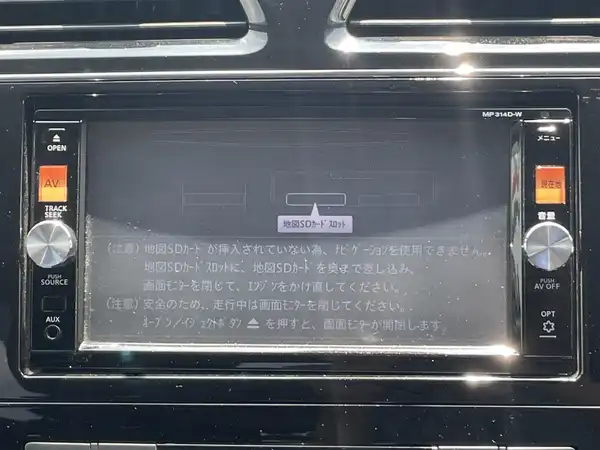 MP314D-W
OPEN
メニュー
AV
現在地
TRACK
SEEK
音量
地図SDｶｰﾄﾞｽﾛｯﾄ
(注意) 地図SDｶｰﾄﾞが挿入されていない為、ﾅﾋﾞｹﾞｰｼｮﾝを使用できません。
地図SDｶｰﾄﾞｽﾛｯﾄに、地図SDｶｰﾄﾞを奥まで差し込み、
画面ﾓﾆﾀｰを閉じて、ｴﾝｼﾞﾝをかけ直してください。
(注意) 安全のため、走行中は画面ﾓﾆﾀｰを閉じてください。
ｵｰﾌﾟﾝ/ｲｼﾞｪｸﾄﾎﾞﾀﾝ ⏏ を押すと、画面ﾓﾆﾀｰが開閉します。
PUSH
SOURCE
PUSH
AV OFF
AUX
OPT